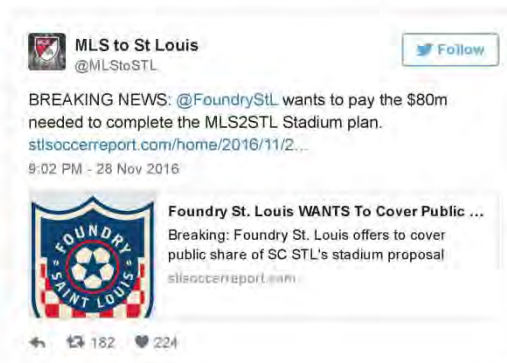 MLS to St Louis
Follow
@MLStoSTL
BREAKING NEWS: @FoundryStL wants to pay the $80m
needed to complete the MLS2STL Stadium plan.
stlsoccerreport.com/home/2016/11/2...
9:02 PM - 28 Nov 2016
FOUNDRY
SAINT LOUIS
Foundry St. Louis WANTS To Cover Public ...
Breaking: Foundry St. Louis offers to cover
public share of SC STL's stadium proposal
stlsoccerreport.com
182
224